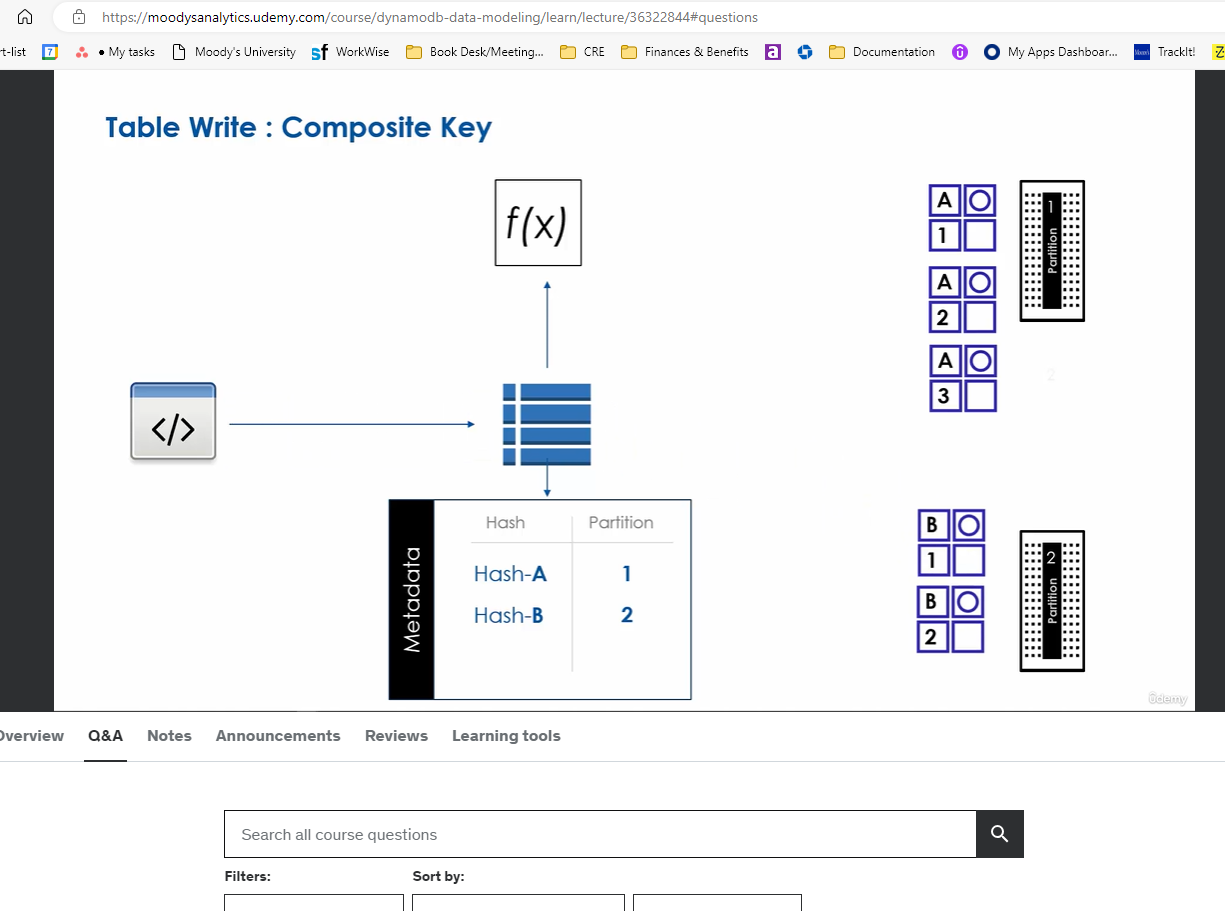 https://moodysanalytics.udemy.com/course/dynamodb-data-modeling/learn/lecture/36322844#questions
t-list 7 • My tasks Moody's University sf WorkWise Book Desk/Meeting... CRE Finances & Benefits a Documentation My Apps Dashboar... TrackIt! Z
Table Write : Composite Key
f(x)
</>
A
1
A
2
A
3
1
Partition
2
B
1
B
2
2
Partition
Metadata
Hash Partition
Hash-A 1
Hash-B 2
ûdemy
Overview Q&A Notes Announcements Reviews Learning tools
Search all course questions
Filters: Sort by: